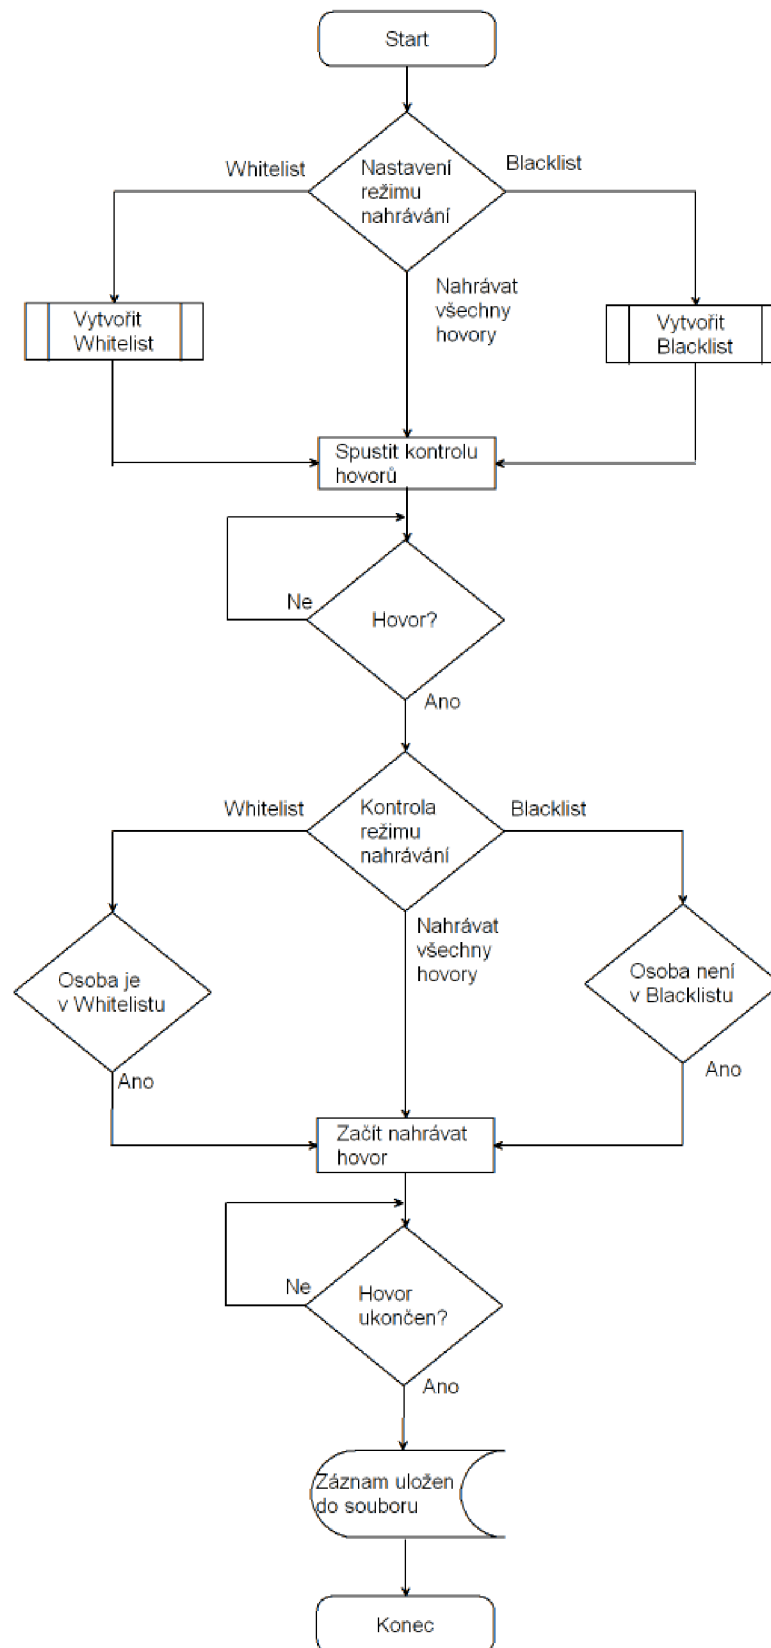 Start
Whitelist
Nastavení
režimu
nahrávání
Blacklist
Nahrávat
všechny
hovory
Vytvořit
Whitelist
Vytvořit
Blacklist
Spustit kontrolu
hovorů
Ne
Hovor?
Ano
Whitelist
Kontrola
režimu
nahrávání
Blacklist
Nahrávat
všechny
hovory
Osoba je
v Whitelistu
Osoba není
v Blacklistu
Ano
Ano
Začít nahrávat
hovor
Ne
Hovor
ukončen?
Ano
Záznam uložen
do souboru
Konec